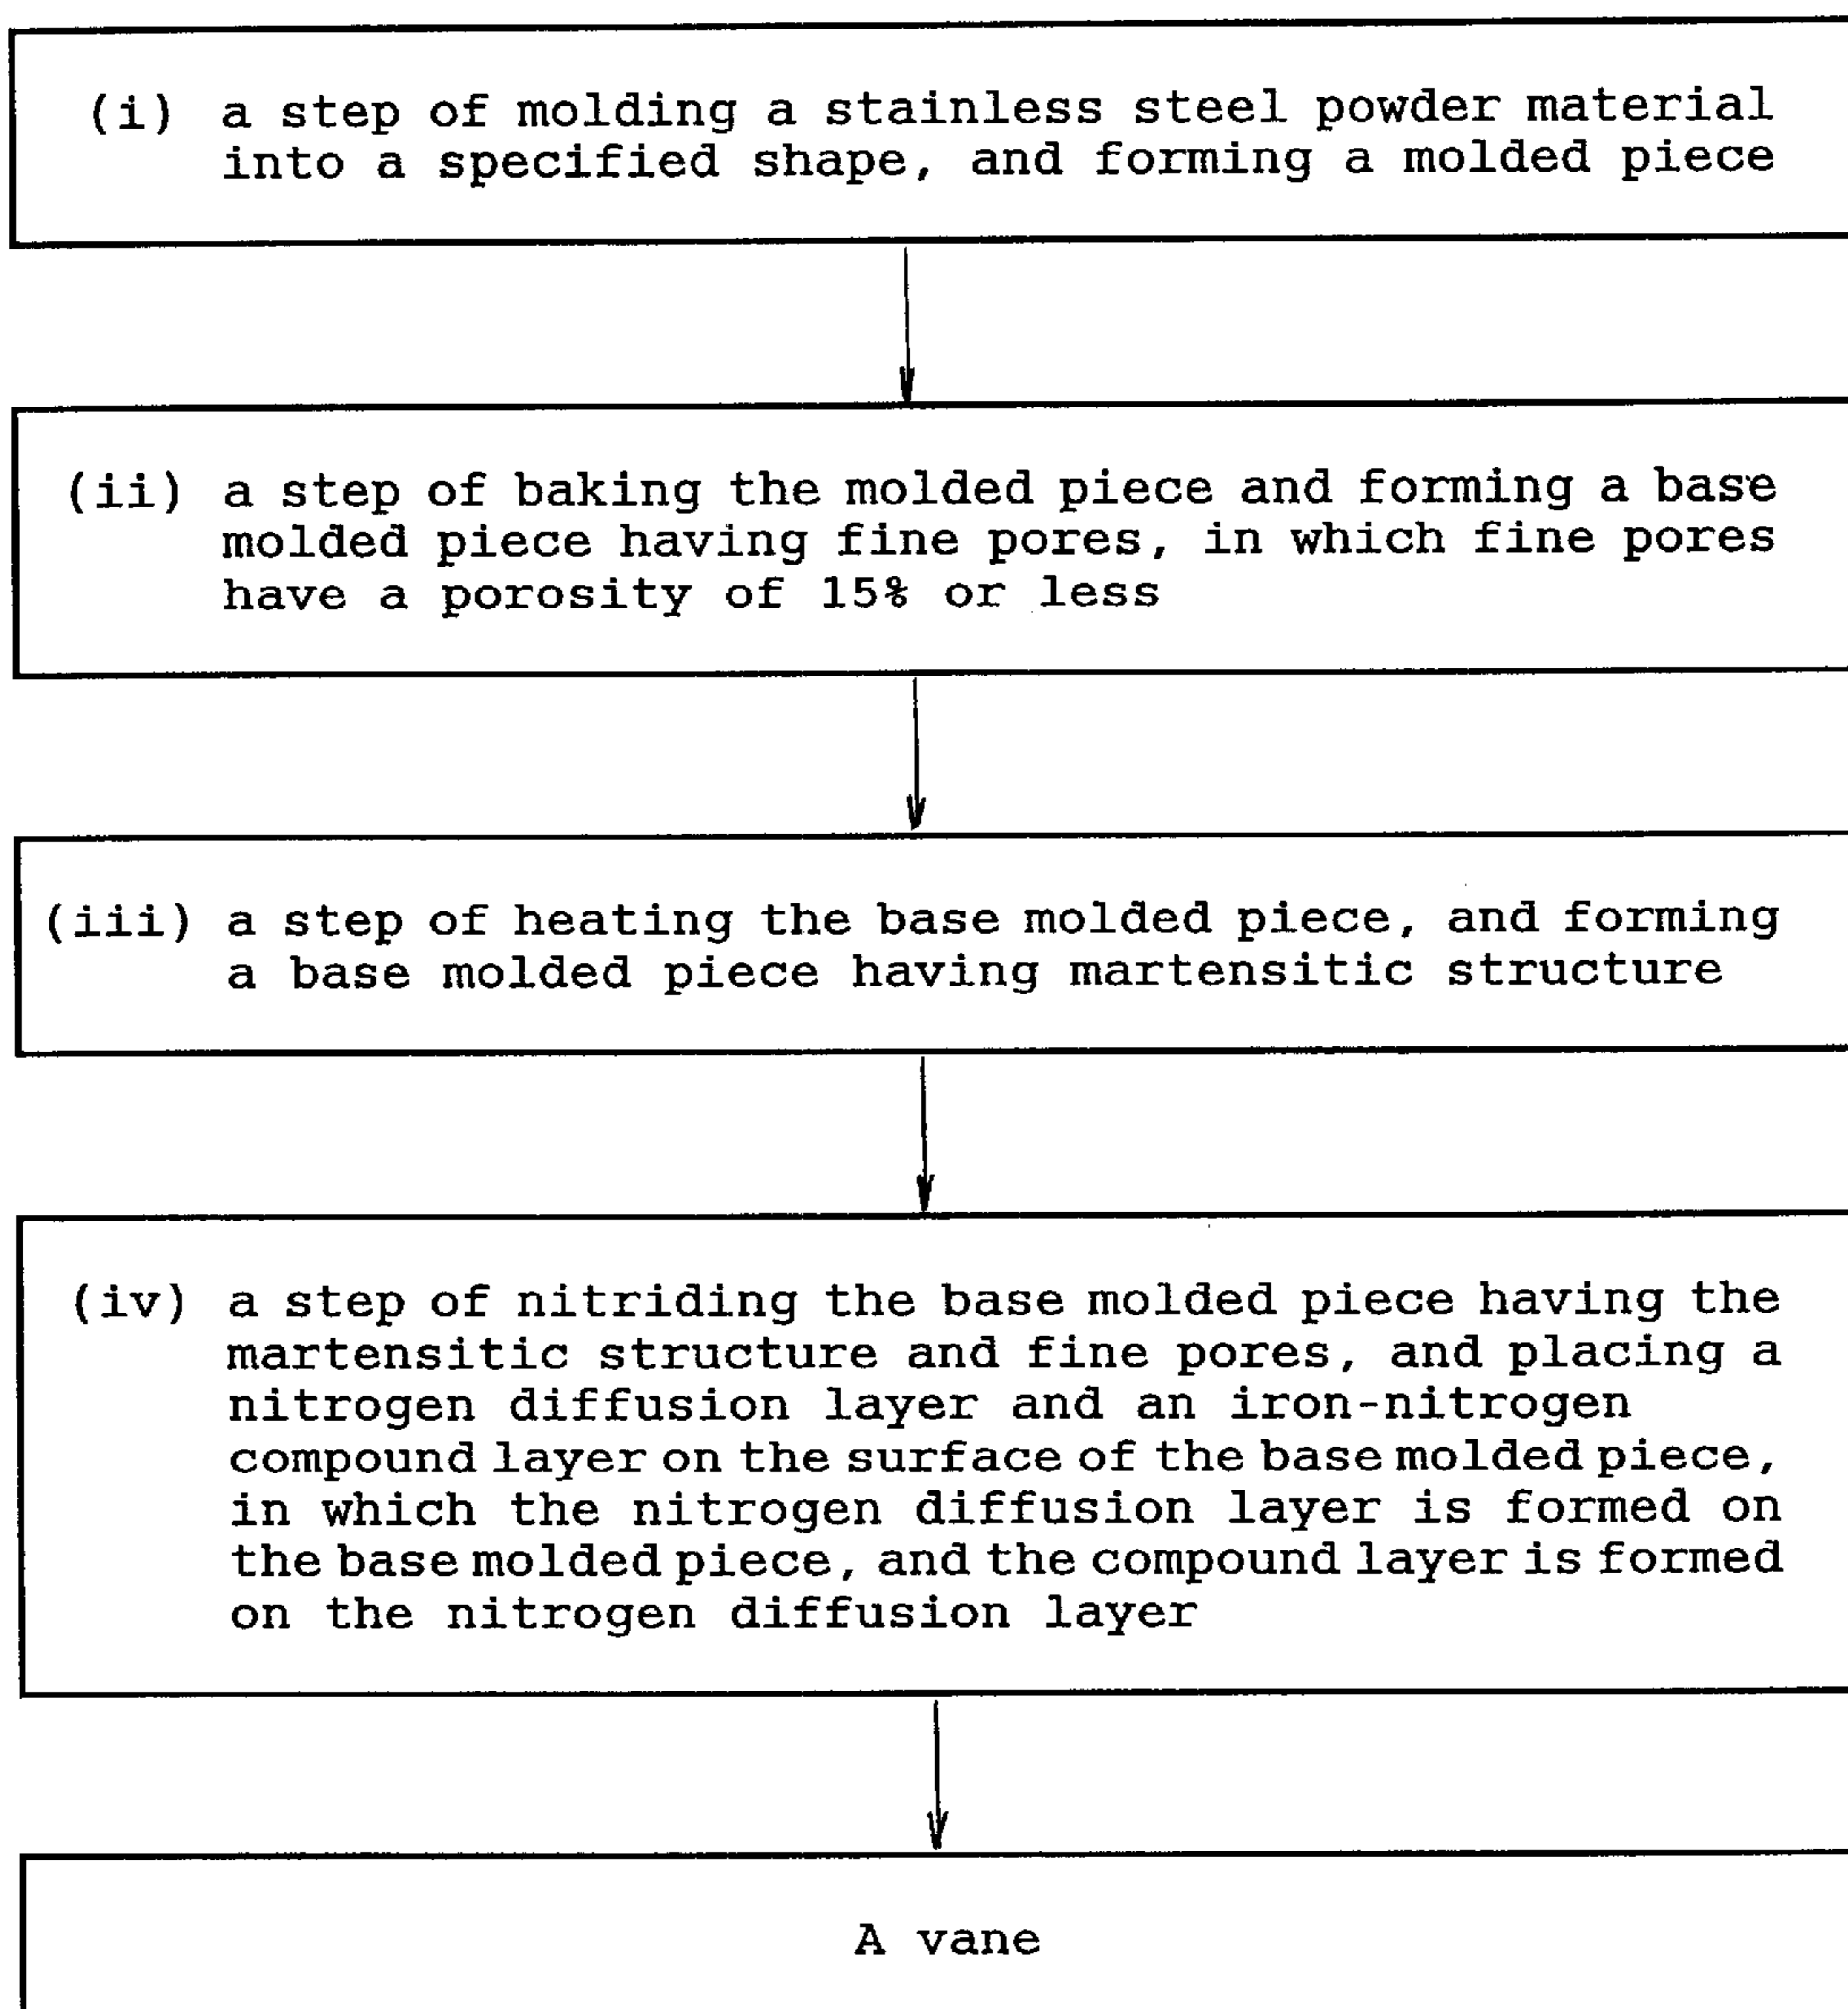 (i) a step of molding a stainless steel powder material
into a specified shape, and forming a molded piece
(ii) a step of baking the molded piece and forming a base
molded piece having fine pores, in which fine pores
have a porosity of 15% or less
(iii) a step of heating the base molded piece, and forming
a base molded piece having martensitic structure
(iv) a step of nitriding the base molded piece having the
martensitic structure and fine pores, and placing a
nitrogen diffusion layer and an iron-nitrogen
compound layer on the surface of the base molded piece,
in which the nitrogen diffusion layer is formed on
the base molded piece, and the compound layer is formed
on the nitrogen diffusion layer
A vane